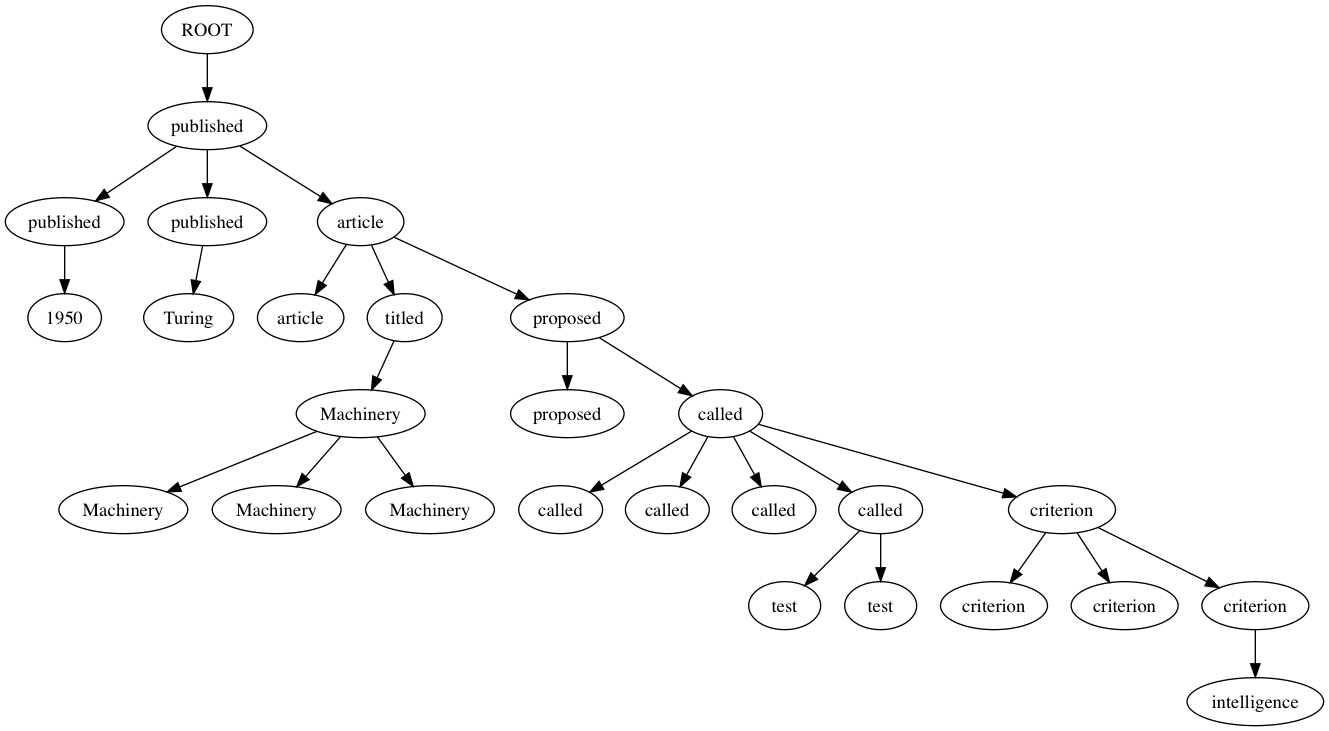 ROOT
published
published published article
1950 Turing article titled proposed
Machinery proposed called
Machinery Machinery Machinery called called called called criterion
test test criterion criterion criterion
intelligence